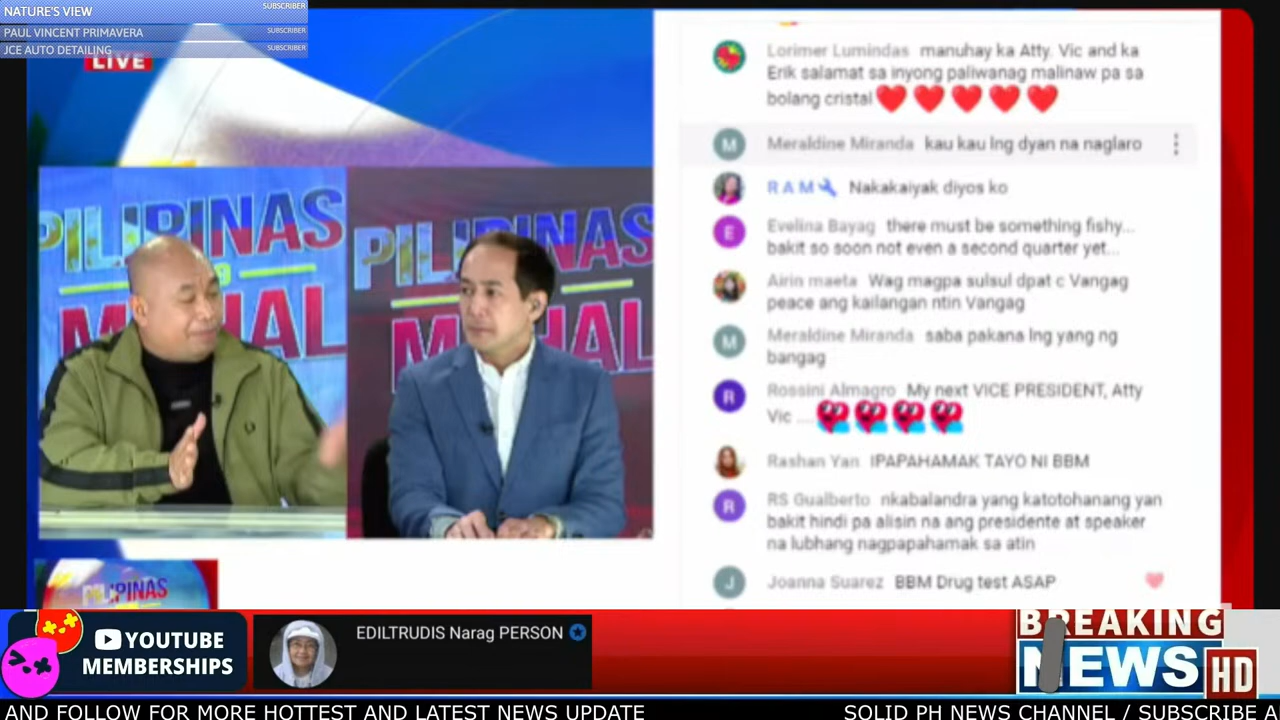 NATURE'S VIEW
SUBSCRIBER
PAUL VINCENT PRIMAVERA
SUBSCRIBER
JCE AUTO DETAILING
SUBSCRIBER
LIVE
PILIPINAS
MAHAL
PILIPINAS
MAHAL
Lorimer Lumindas manuhay ka Atty. Vic and ka
Erik salamat sa inyong paliwanag malinaw pa sa
bolang cristal
M Meraldine Miranda kau kau lng dyan na naglaro
R A M Nakakaiyak diyos ko
E Evelina Bayag there must be something fishy...
bakit so soon not even a second quarter yet...
Airin maeta Wag magpa sulsul dpat c Vangag
peace ang kailangan ntin Vangag
M Meraldine Miranda saba pakana lng yang ng
bangag
R Rossini Almagro My next VICE PRESIDENT, Atty
Vic ....
Rashan Yan IPAPAHAMAK TAYO NI BBM
R RS Gualberto nkabalandra yang katotohanang yan
bakit hindi pa alisin na ang presidente at speaker
na lubhang nagpapahamak sa atin
J Joanna Suarez BBM Drug test ASAP
PILIPINAS
YOUTUBE
MEMBERSHIPS
EDILTRUDIS Narag PERSON
BREAKING
NEWS HD
AND FOLLOW FOR MORE HOTTEST AND LATEST NEWS UPDATE
SOLID PH NEWS CHANNEL / SUBSCRIBE A